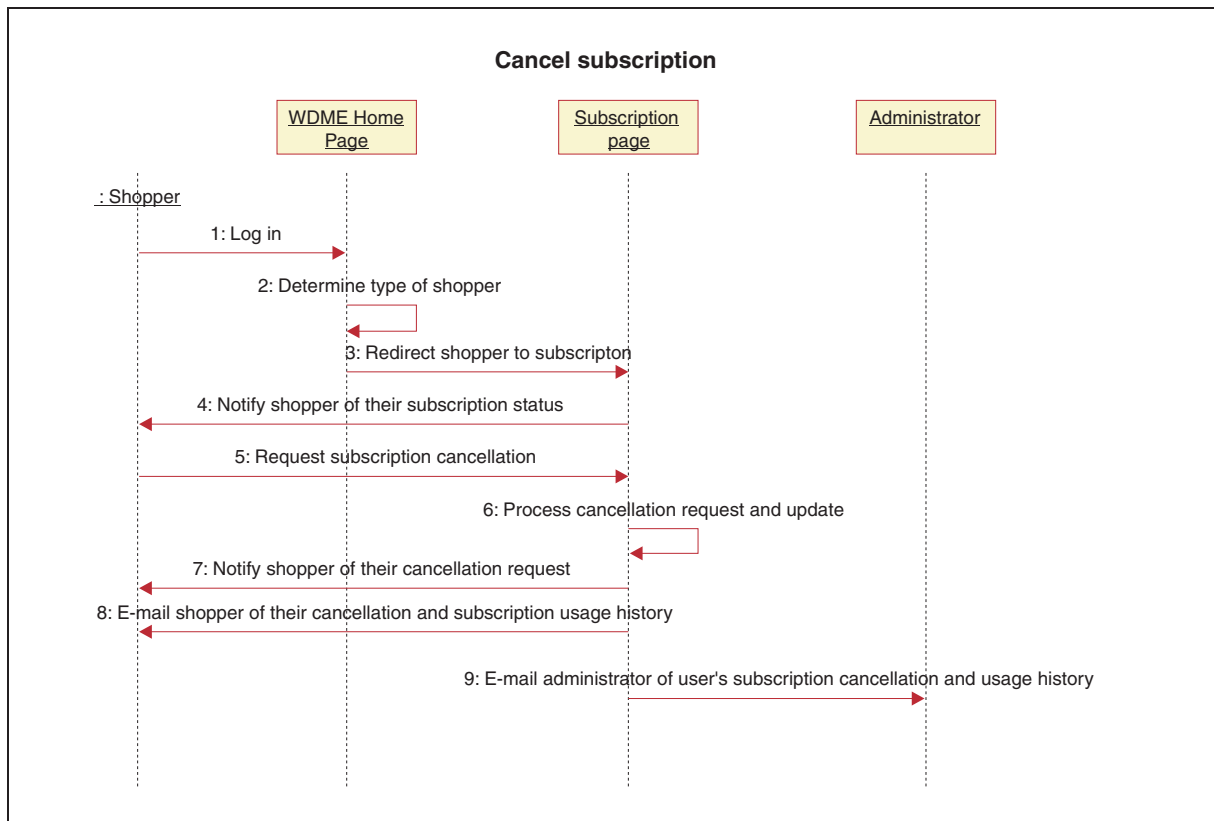 Cancel subscription
WDME Home
Page
Subscription
page
Administrator
: Shopper
1: Log in
2: Determine type of shopper
3: Redirect shopper to subscripton
4: Notify shopper of their subscription status
5: Request subscription cancellation
6: Process cancellation request and update
7: Notify shopper of their cancellation request
8: E-mail shopper of their cancellation and subscription usage history
9: E-mail administrator of user's subscription cancellation and usage history